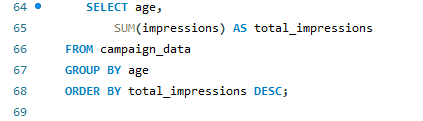 64 SELECT age,
65 SUM(impressions) AS total_impressions
66 FROM campaign_data
67 GROUP BY age
68 ORDER BY total_impressions DESC;
69